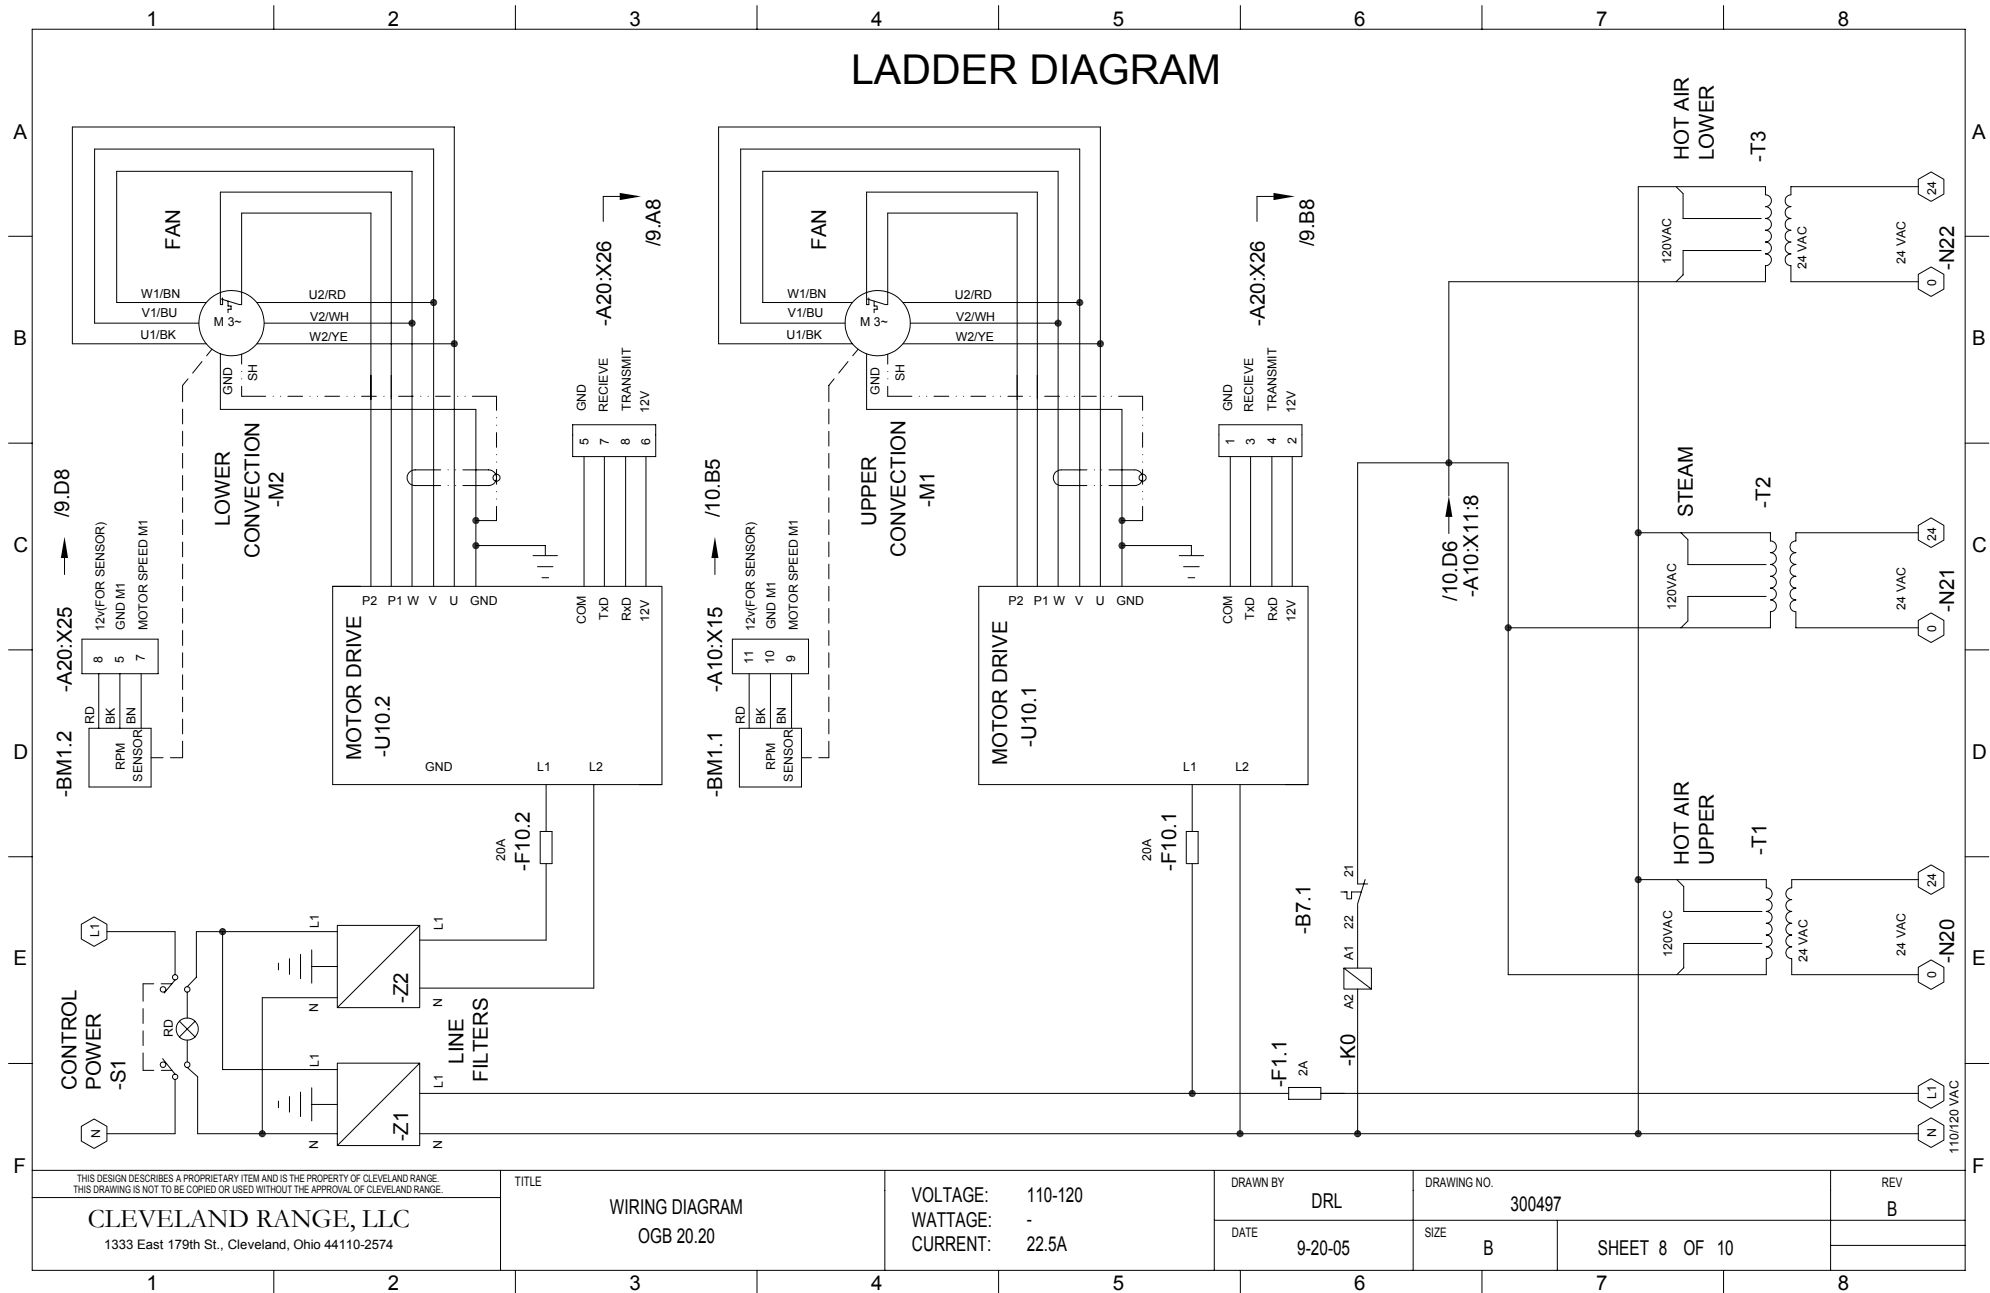 1 2 3 4 5 6 7 8
LADDER DIAGRAM
A
B
C
D
E
F
A
B
C
D
E
F
FAN
W1/BN
V1/BU
U1/BK
M 3~
U2/RD
V2/WH
W2/YE
GND
SH
LOWER
CONVECTION
-M2
-A20:X26
/9.A8
GND
RECIEVE
TRANSMIT
12V
5
7
8
6
/9.D8
-A20:X25
12v(FOR SENSOR)
GND M1
MOTOR SPEED M1
8
5
7
RD
BK
BN
-BM1.2
RPM
SENSOR
P2 P1 W V U GND
COM
TxD
RxD
12V
MOTOR DRIVE
-U10.2
GND
L1
L2
20A
-F10.2
FAN
W1/BN
V1/BU
U1/BK
M 3~
U2/RD
V2/WH
W2/YE
GND
SH
UPPER
CONVECTION
-M1
-A20:X26
/9.B8
GND
RECIEVE
TRANSMIT
12V
1
3
4
2
/10.B5
-A10:X15
12v(FOR SENSOR)
GND M1
MOTOR SPEED M1
11
10
9
RD
BK
BN
-BM1.1
RPM
SENSOR
P2 P1 W V U GND
COM
TxD
RxD
12V
MOTOR DRIVE
-U10.1
L1
L2
20A
-F10.1
CONTROL
POWER
-S1
L1
N
RD
L1
N
-Z2
L1
N
L1
N
-Z1
L1
N
LINE
FILTERS
-B7.1
21
22
A1
A2
-K0
-F1.1
2A
/10.D6
-A10:X11:8
HOT AIR
LOWER
-T3
120VAC
24 VAC
24 VAC
24
0
-N22
STEAM
-T2
120VAC
24 VAC
24
0
-N21
HOT AIR
UPPER
-T1
120VAC
24 VAC
24 VAC
24
0
-N20
L1
N
110/120 VAC
THIS DESIGN DESCRIBES A PROPRIETARY ITEM AND IS THE PROPERTY OF CLEVELAND RANGE.
THIS DRAWING IS NOT TO BE COPIED OR USED WITHOUT THE APPROVAL OF CLEVELAND RANGE.
CLEVELAND RANGE, LLC
1333 East 179th St., Cleveland, Ohio 44110-2574
TITLE
WIRING DIAGRAM
OGB 20.20
VOLTAGE: 110-120
WATTAGE: -
CURRENT: 22.5A
DRAWN BY
DRL
DATE
9-20-05
DRAWING NO.
300497
SIZE
B
SHEET 8 OF 10
REV
B
1 2 3 4 5 6 7 8